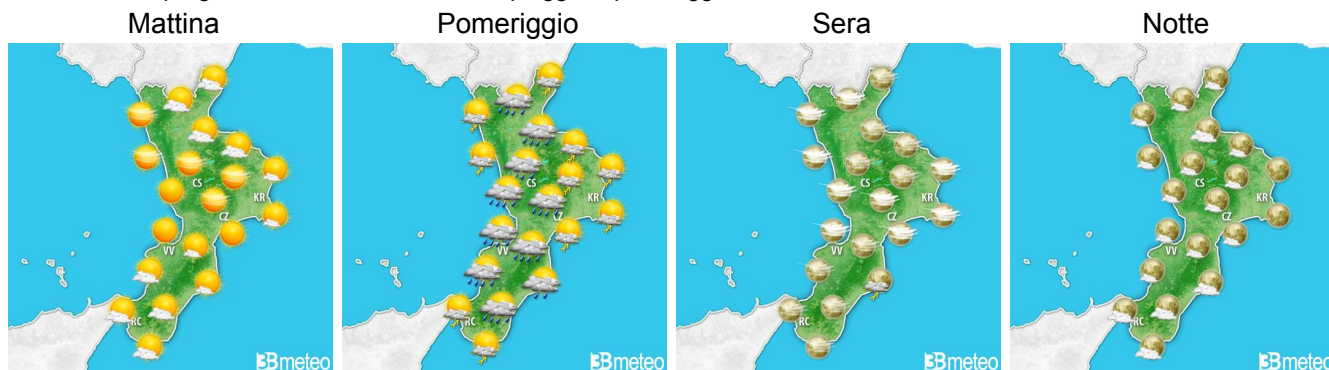 Mattina
Pomeriggio
Sera
Notte
CS
KR
CZ
VV
RC
3Bmeteo
CS
KR
CZ
VV
RC
3Bmeteo
CS
KR
CZ
VV
RC
3Bmeteo
CS
KR
CZ
VV
RC
3Bmeteo